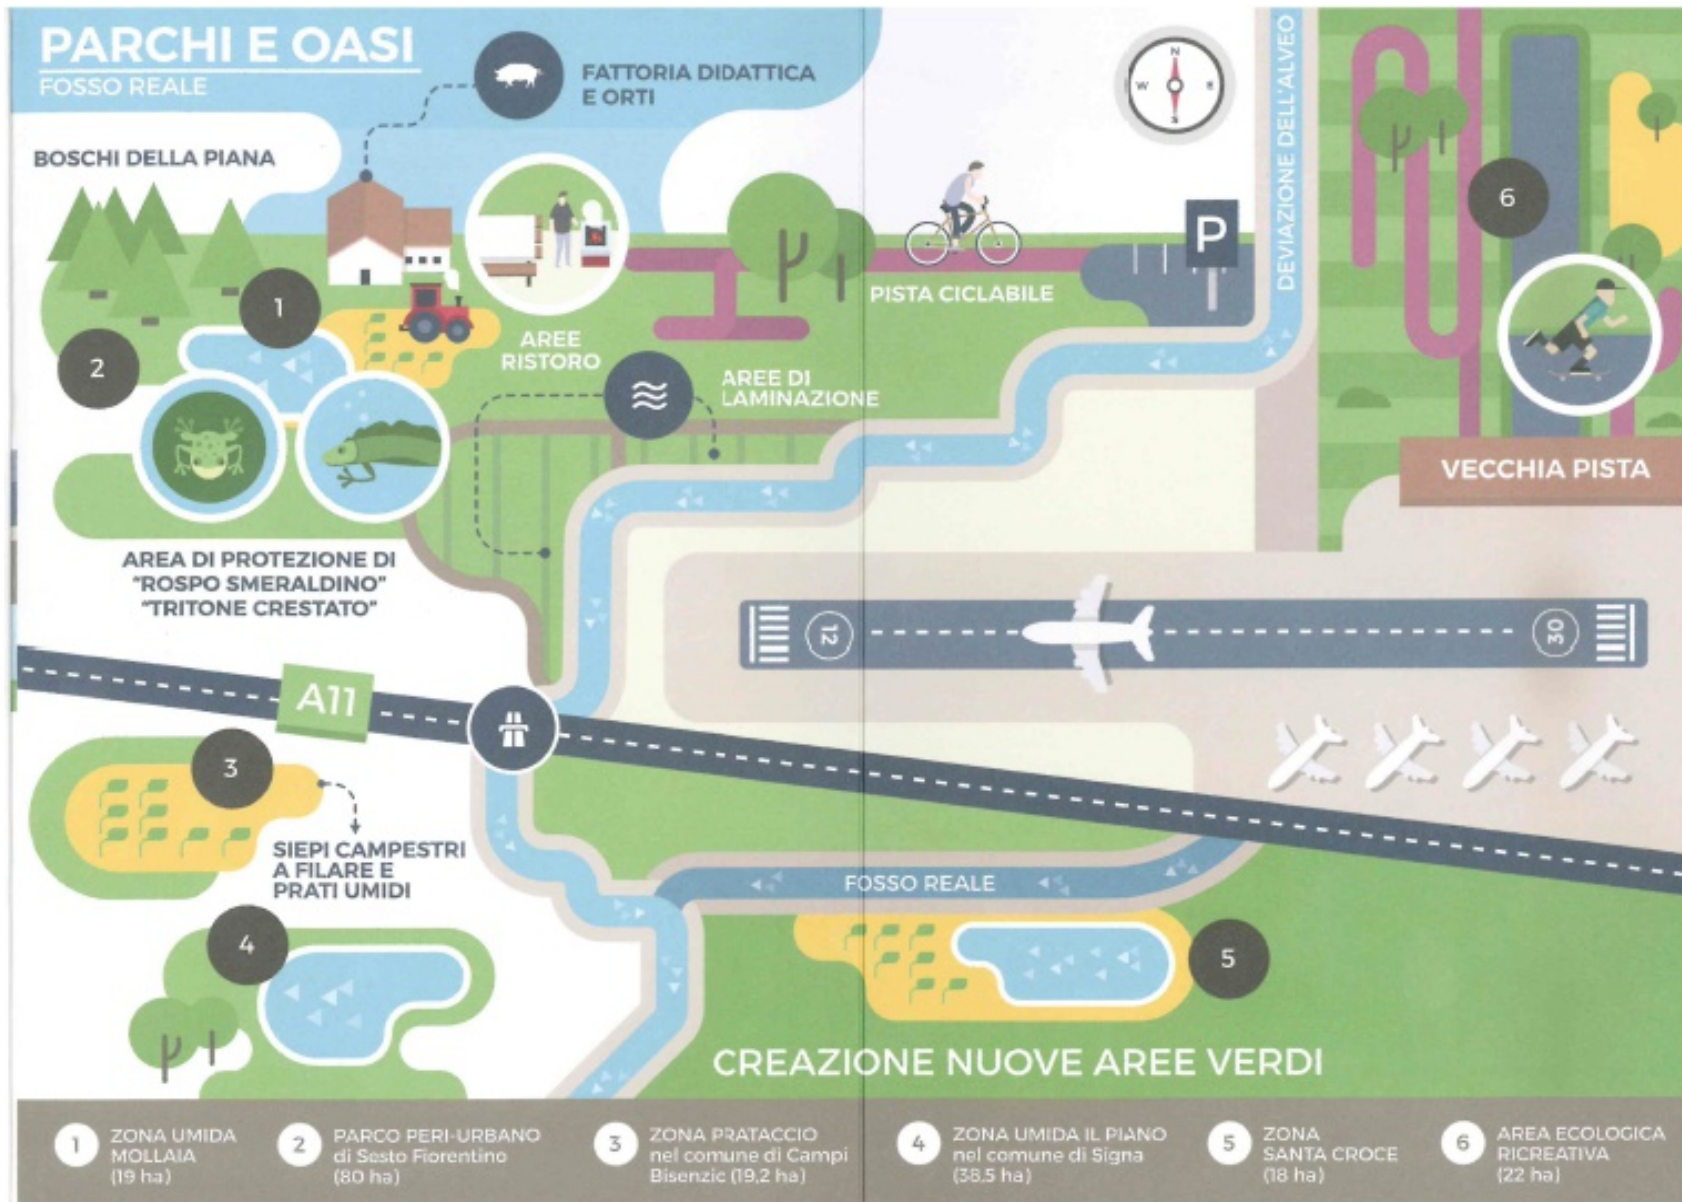 PARCHI E OASI
FOSSO REALE
FATTORIA DIDATTICA
E ORTI
BOSCHI DELLA PIANA
N
W
E
S
DEVIAZIONE DELL'ALVEO
P
6
1
2
AREE
RISTORO
PISTA CICLABILE
AREE DI
LAMINAZIONE
VECCHIA PISTA
AREA DI PROTEZIONE DI
"ROSPO SMERALDINO"
"TRITONE CRESTATO"
12
30
A11
3
SIEPI CAMPESTRI
A FILARE E
PRATI UMIDI
FOSSO REALE
4
5
CREAZIONE NUOVE AREE VERDI
1 ZONA UMIDA
MOLLAIA
(19 ha)
2 PARCO PERI-URBANO
di Sesto Fiorentino
(80 ha)
3 ZONA PRATACCIO
nel comune di Campi
Bisenzio (19,2 ha)
4 ZONA UMIDA IL PIANO
nel comune di Signa
(38,5 ha)
5 ZONA
SANTA CROCE
(18 ha)
6 AREA ECOLOGICA
RICREATIVA
(22 ha)